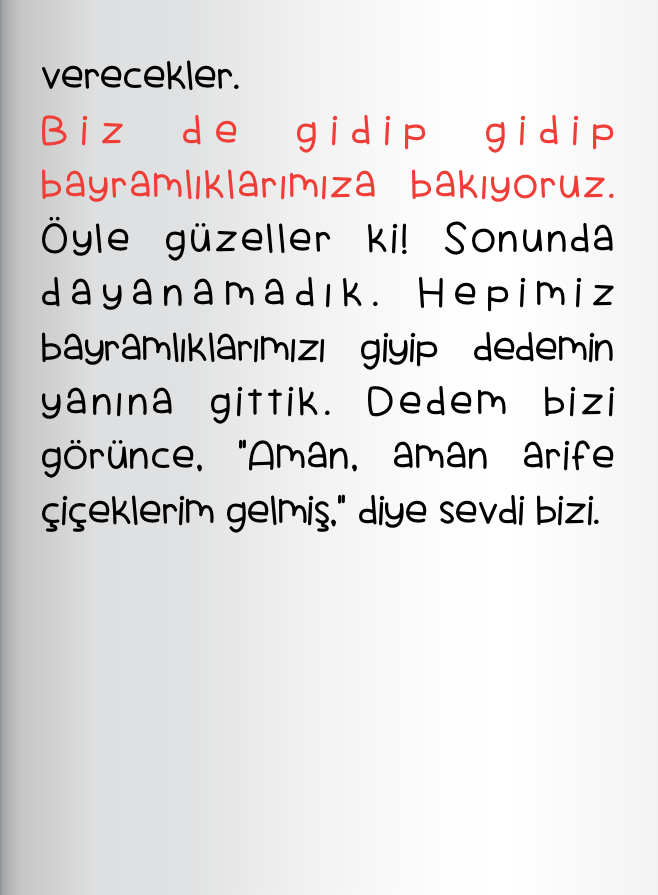 verecekler.
Biz de gidip gidip
bayramlıklarımıza bakıyoruz.
Öyle güzeller ki! Sonunda
dayanamadık. Hepimiz
bayramlıklarımızı giyip dedemin
yanına gittik. Dedem bizi
görünce, "Aman, aman arife
çiçeklerim gelmiş," diye sevdi bizi.